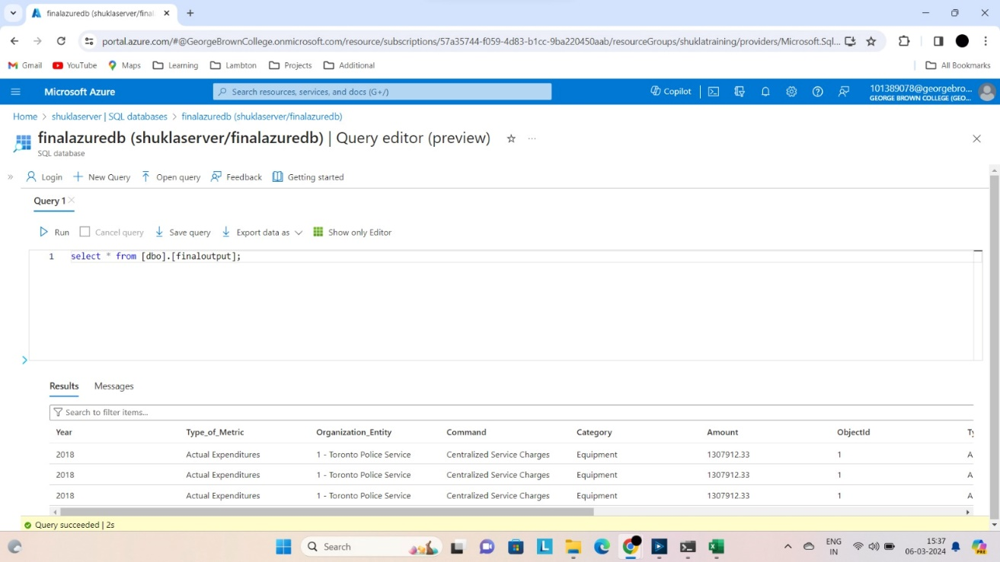 finalazuredb (shuklaserver/final
portal.azure.com/#@GeorgeBrownCollege.onmicrosoft.com/resource/subscriptions/57a35744-f059-4d83-b1cc-9ba220450aab/resourceGroups/shuklatraining/providers/Microsoft.Sql...
Gmail YouTube Maps Learning Lambton Projects Additional All Bookmarks
Microsoft Azure Search resources, services, and docs (G+/) Copilot 101389078@georgebro...
GEORGE BROWN COLLEGE (GEO...
Home > shuklaserver | SQL databases > finalazuredb (shuklaserver/finalazuredb)
finalazuredb (shuklaserver/finalazuredb) | Query editor (preview) ...
SQL database
Login New Query Open query Feedback Getting started
Query 1
Run Cancel query Save query Export data as Show only Editor
1 select * from [dbo].[finaloutput];
Results Messages
Search to filter items...
Year Type_of_Metric Organization_Entity Command Category Amount ObjectId Ty
2018 Actual Expenditures 1 - Toronto Police Service Centralized Service Charges Equipment 1307912.33 1 A
2018 Actual Expenditures 1 - Toronto Police Service Centralized Service Charges Equipment 1307912.33 1 A
2018 Actual Expenditures 1 - Toronto Police Service Centralized Service Charges Equipment 1307912.33 1 A
Query succeeded | 2s
Search ENG 15:37
IN 06-03-2024 PRE